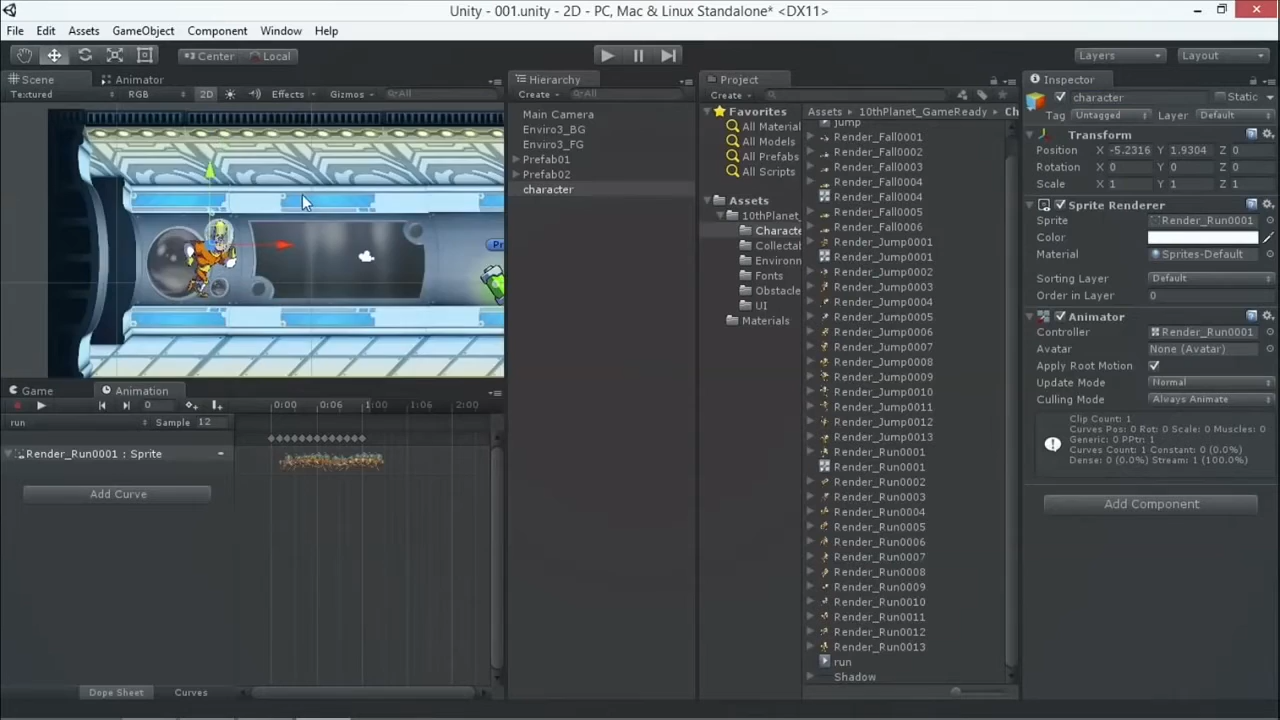 Unity - 001.unity - 2D - PC, Mac & Linux Standalone* <DX11>
File Edit Assets GameObject Component Window Help
Center Local
Layers Layout
Scene Animator
Textured RGB 2D Effects Gizmos All
Game Animation
0 0:00 0:06 1:00 1:06 2:00
run Sample 12
Render_Run0001 : Sprite
Add Curve
Dope Sheet Curves
Hierarchy
Create All
Main Camera
Enviro3_BG
Enviro3_FG
Prefab01
Prefab02
character
Project
Create
Favorites
All Material
All Models
All Prefabs
All Scripts
Assets
10thPlanet_
Characte
Collectab
Environn
Fonts
Obstacle
UI
Materials
Assets 10thPlanet_GameReady Ch
jump
Render_Fall0001
Render_Fall0002
Render_Fall0003
Render_Fall0004
Render_Fall0004
Render_Fall0005
Render_Fall0006
Render_Jump0001
Render_Jump0001
Render_Jump0002
Render_Jump0003
Render_Jump0004
Render_Jump0005
Render_Jump0006
Render_Jump0007
Render_Jump0008
Render_Jump0009
Render_Jump0010
Render_Jump0011
Render_Jump0012
Render_Jump0013
Render_Run0001
Render_Run0001
Render_Run0002
Render_Run0003
Render_Run0004
Render_Run0005
Render_Run0006
Render_Run0007
Render_Run0008
Render_Run0009
Render_Run0010
Render_Run0011
Render_Run0012
Render_Run0013
run
Shadow
Inspector
character Static
Tag Untagged Layer Default
Transform
Position X -5.2316 Y 1.9304 Z 0
Rotation X 0 Y 0 Z 0
Scale X 1 Y 1 Z 1
Sprite Renderer
Sprite Render_Run0001
Color
Material Sprites-Default
Sorting Layer Default
Order in Layer 0
Animator
Controller Render_Run0001
Avatar None (Avatar)
Apply Root Motion
Update Mode Normal
Culling Mode Always Animate
Clip Count: 1
Curves Pos: 0 Rot: 0 Scale: 0 Muscles: 0
Generic: 0 PPtr: 1
Curves Count: 1 Constant: 0 (0.0%)
Dense: 0 (0.0%) Stream: 1 (100.0%)
Add Component